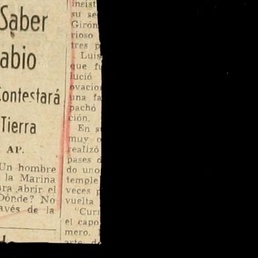 Saber
abio
Contestará
Tierra
AP.
Un hombre
la Marina
ra abrir el
Dónde? No
avés de la
su se
Girón
rioso
tres p
Luis
que fu
lució
ovacion
una fa
pachó
ción.
En s
muy o
realizó
pases d
do uno
temple
veces p
vuelta
"Curr
el capo
mero.